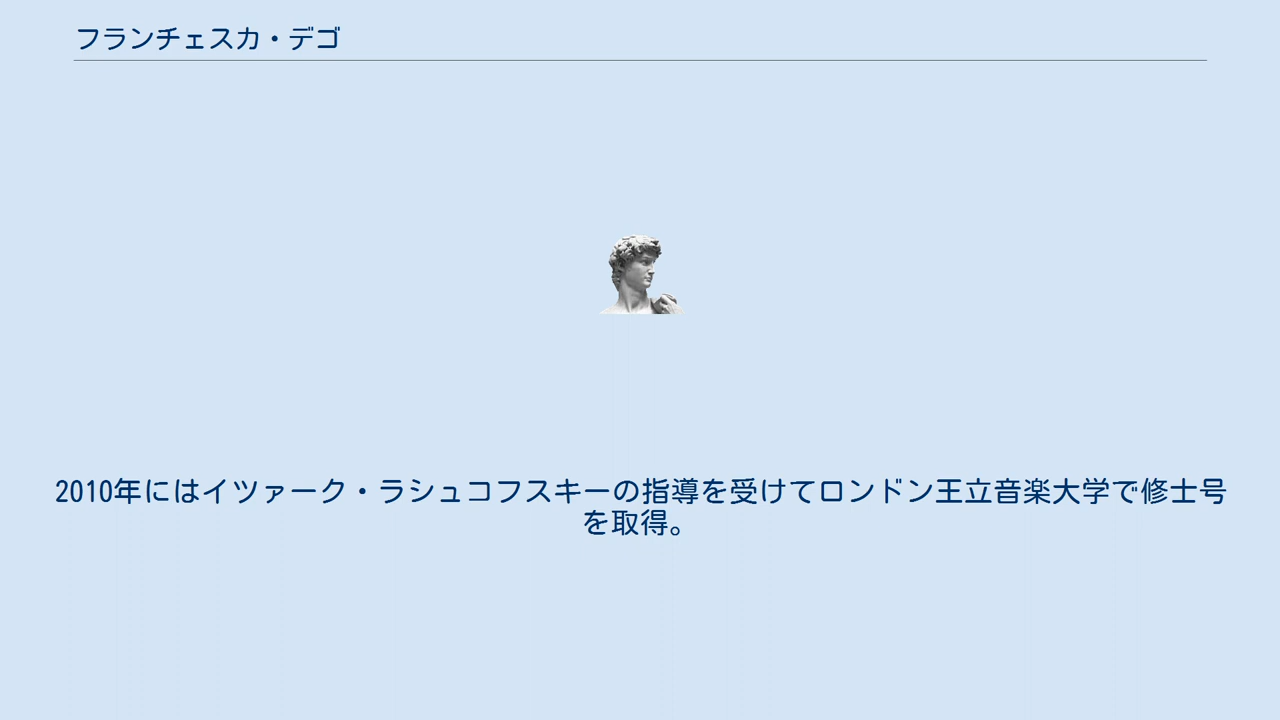 フランチェスカ・デゴ
2010年にはイツァーク・ラシュコフスキーの指導を受けてロンドン王立音楽大学で修士号
を取得。